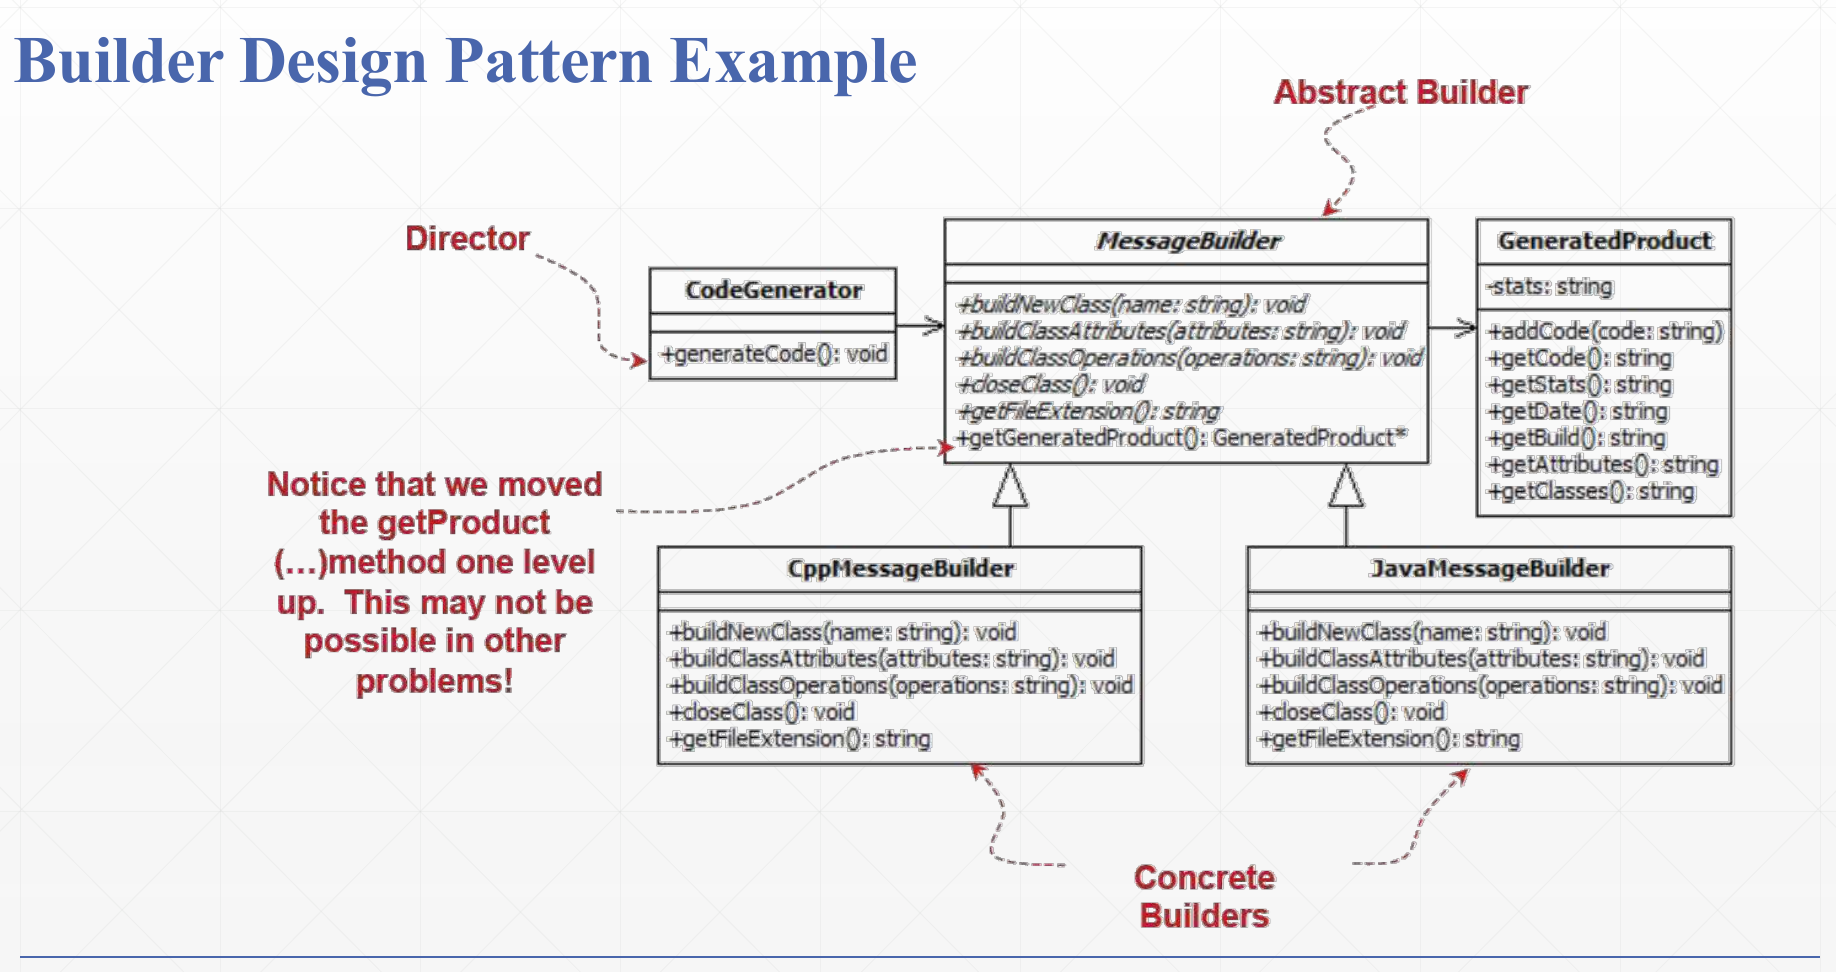 Builder Design Pattern Example
Abstract Builder
Director
CodeGenerator
+generateCode(): void
MessageBuilder
+buildNewClass(name: string): void
+buildClassAttributes(attributes: string): void
+buildClassOperations(operations: string): void
+closeClass(): void
+getFileExtension(): string
+getGeneratedProduct(): GeneratedProduct*
GeneratedProduct
-stats: string
+addCode(code: string)
+getCode(): string
+getStats(): string
+getDate(): string
+getBuild(): string
+getAttributes(): string
+getClasses(): string
Notice that we moved
the getProduct
(...)method one level
up. This may not be
possible in other
problems!
CppMessageBuilder
+buildNewClass(name: string): void
+buildClassAttributes(attributes: string): void
+buildClassOperations(operations: string): void
+closeClass(): void
+getFileExtension(): string
JavaMessageBuilder
+buildNewClass(name: string): void
+buildClassAttributes(attributes: string): void
+buildClassOperations(operations: string): void
+closeClass(): void
+getFileExtension(): string
Concrete
Builders